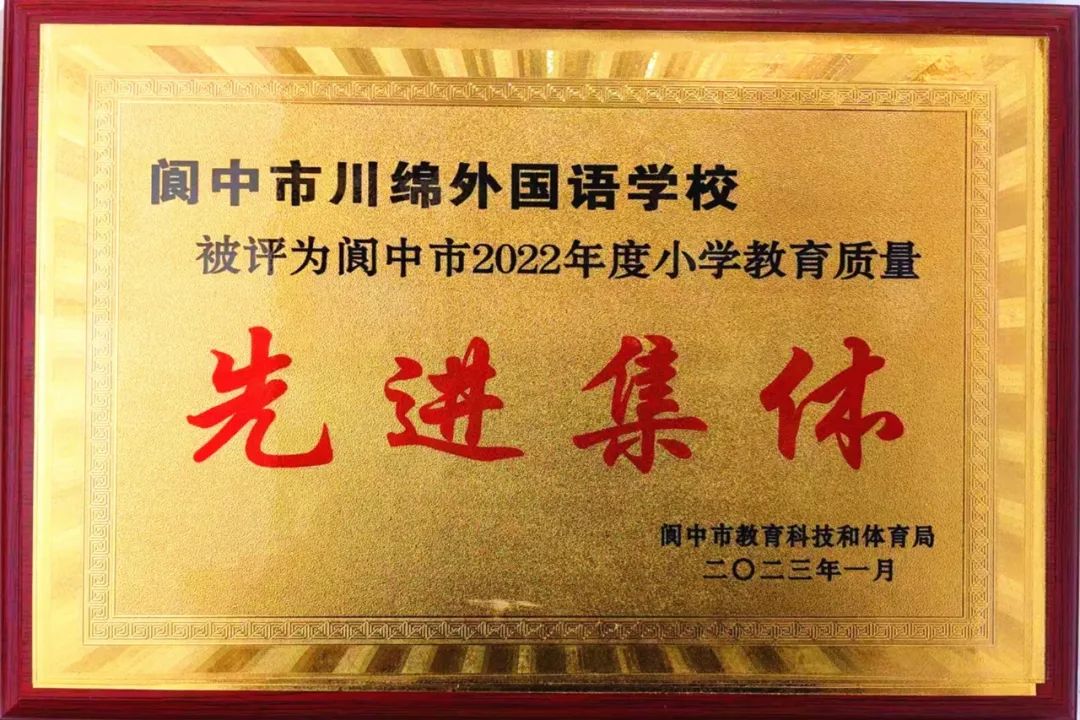 阆中市川绵外国语学校
被评为阆中市2022年度小学教育质量
先进集体
阆中市教育科技和体育局
二〇二三年一月